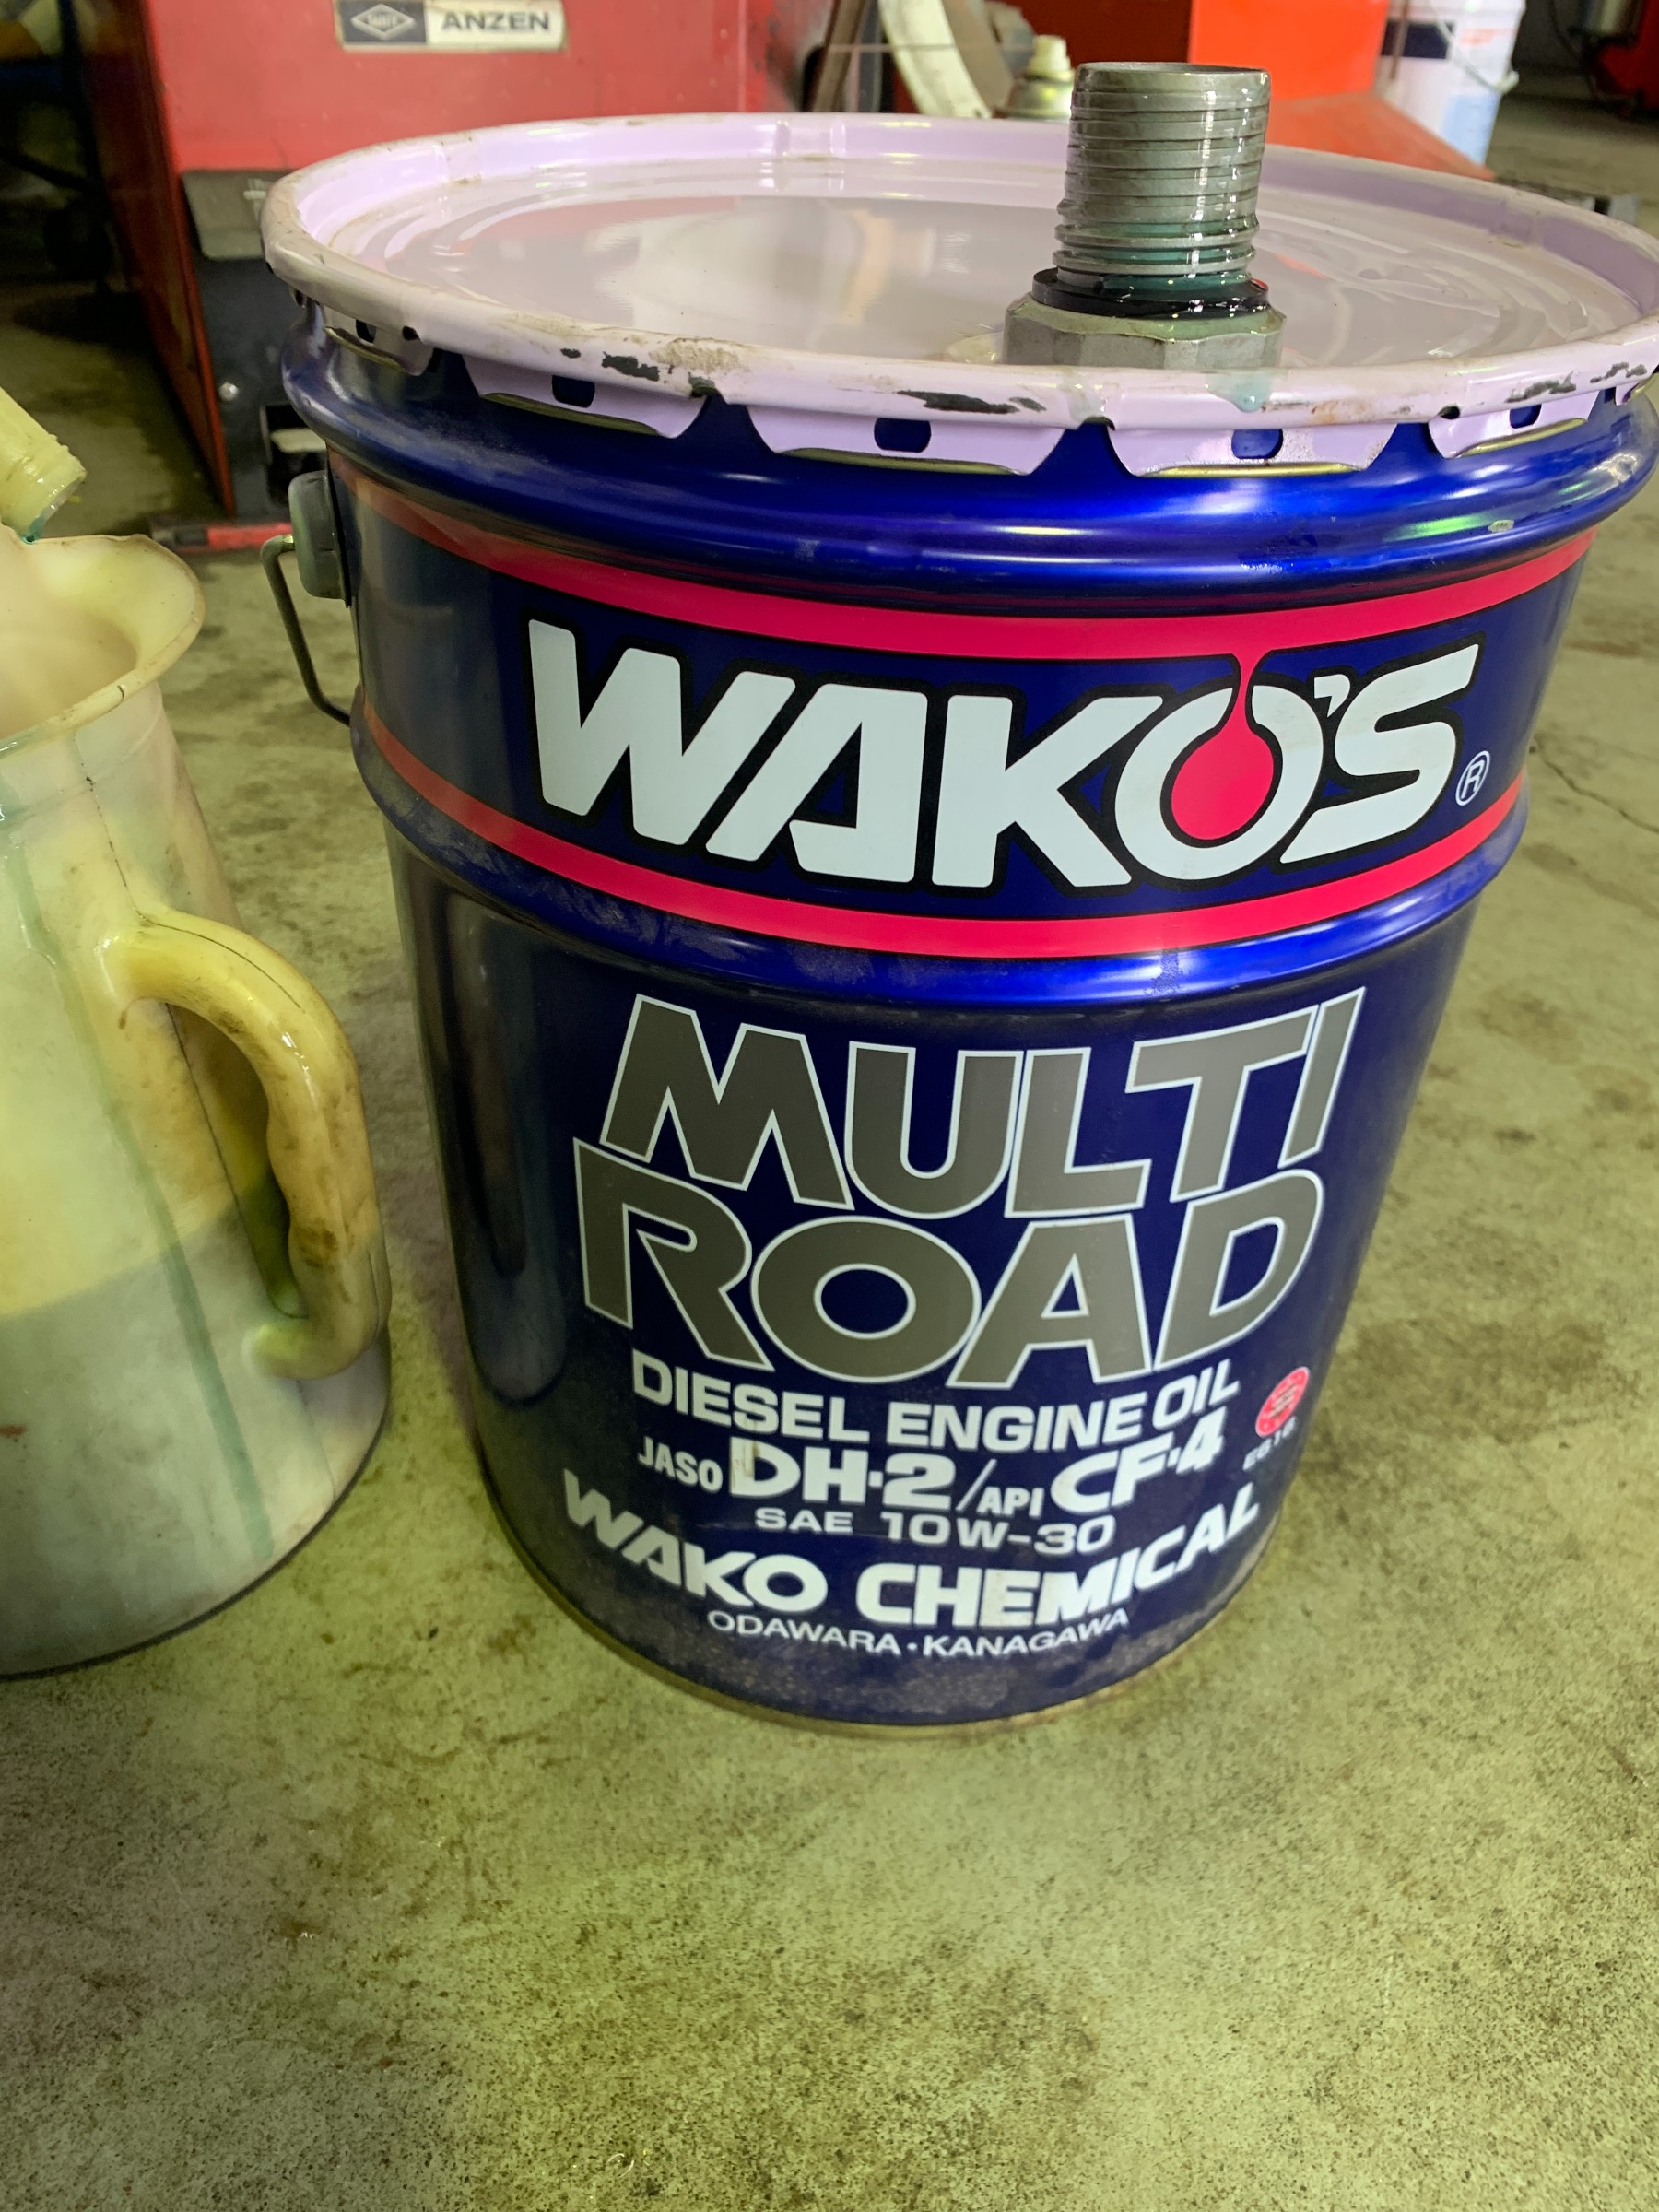 ANZEN
WAKO'S®
MULTI
ROAD
DIESEL ENGINE OIL
JASO DH-2/API CF-4
SAE 10W-30
WAKO CHEMICAL
ODAWARA・KANAGAWA